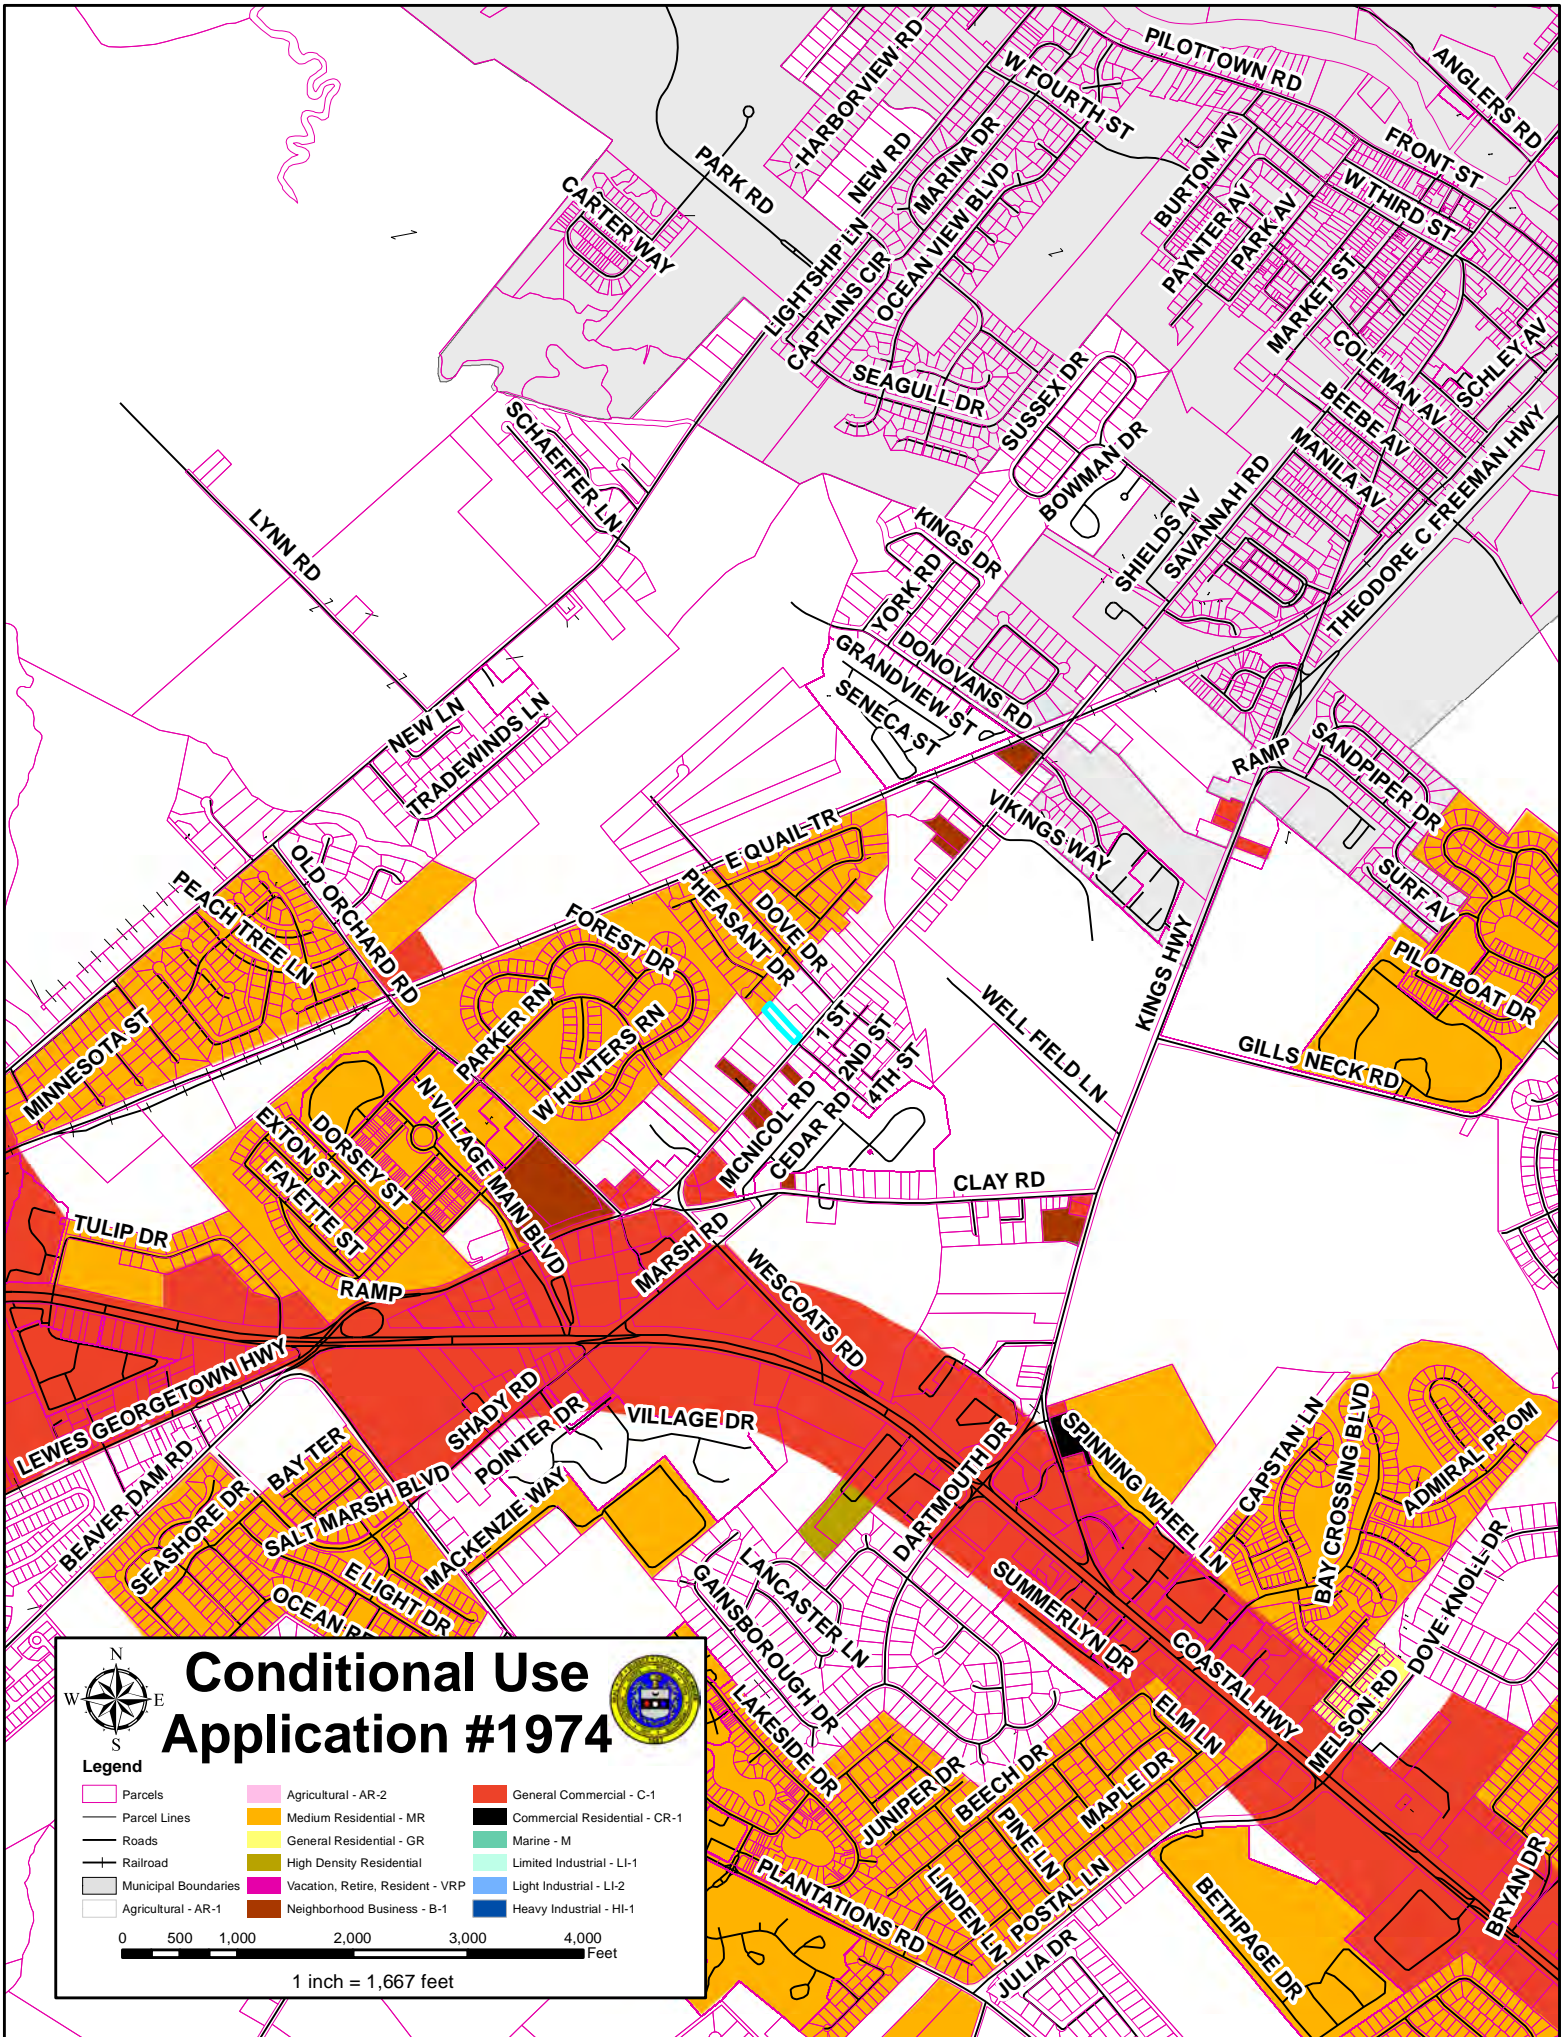 PILOTTOWN RD
ANGLERS RD
HARBORVIEW RD
W FOURTH ST
FRONT ST
NEW RD
MARINA DR
BURTON AV
W THIRD ST
PARK RD
CARTER WAY
OCEAN VIEW BLVD
PAYNTER AV
PARK AV
LIGHTSHIP LN
CAPTAINS CIR
MARKET ST
COLEMAN AV
SCHLEY AV
SEAGULL DR
SUSSEX DR
BEEBE AV
SCHAEFFER LN
BOWMAN DR
MANILA AV
THEODORE C FREEMAN HWY
LYNN RD
KINGS DR
SHIELDS AV
SAVANNAH RD
YORK RD
DONOVANS RD
GRANDVIEW ST
SENECA ST
NEW LN
TRADEWINDS LN
RAMP
SANDPIPER DR
VIKINGS WAY
E QUAIL TR
OLD ORCHARD RD
PEACH TREE LN
PHEASANT DR
DOVE DR
FOREST DR
SURF AV
PILOTBOAT DR
KINGS HWY
WELL FIELD LN
PARKER RN
W HUNTERS RN
1 ST
2ND ST
4TH ST
GILLS NECK RD
MINNESOTA ST
N VILLAGE MAIN BLVD
MCNICOL RD
CEDAR RD
EXTON ST
DORSEY ST
FAYETTE ST
CLAY RD
TULIP DR
MARSH RD
RAMP
WESCOATS RD
LEWES GEORGETOWN HWY
SHADY RD
POINTER DR
VILLAGE DR
DARTMOUTH DR
SPINNING WHEEL LN
CAPSTAN LN
BAY CROSSING BLVD
ADMIRAL PROM
BEAVER DAM RD
BAY TER
SEASHORE DR
SALT MARSH BLVD
MACKENZIE WAY
E LIGHT DR
LANCASTER LN
GAINSBOROUGH DR
SUMMERLYN DR
DOVE KNOLL DR
COASTAL HWY
LAKESIDE DR
ELM LN
MELSON RD
JUNIPER DR
BEECH DR
MAPLE DR
PINE LN
PLANTATIONS RD
LINDEN LN
POSTAL LN
JULIA DR
BETHPAGE DR
BRYAN DR
N
W E
S
Conditional Use
Application #1974
Legend
Parcels
Parcel Lines
Roads
Railroad
Municipal Boundaries
Agricultural - AR-1
Agricultural - AR-2
Medium Residential - MR
General Residential - GR
High Density Residential
Vacation, Retire, Resident - VRP
Neighborhood Business - B-1
General Commercial - C-1
Commercial Residential - CR-1
Marine - M
Limited Industrial - LI-1
Light Industrial - LI-2
Heavy Industrial - HI-1
0 500 1,000 2,000 3,000 4,000
Feet
1 inch = 1,667 feet